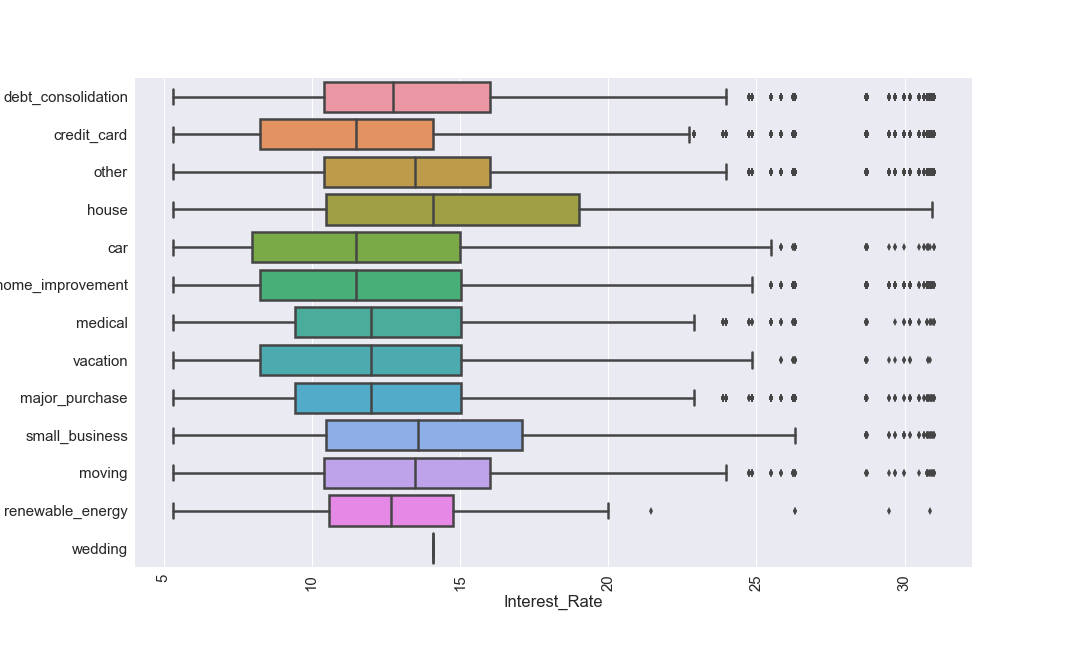 debt_consolidation
credit_card
other
house
car
home_improvement
medical
vacation
major_purchase
small_business
moving
renewable_energy
wedding
5
10
15
20
25
30
Interest_Rate